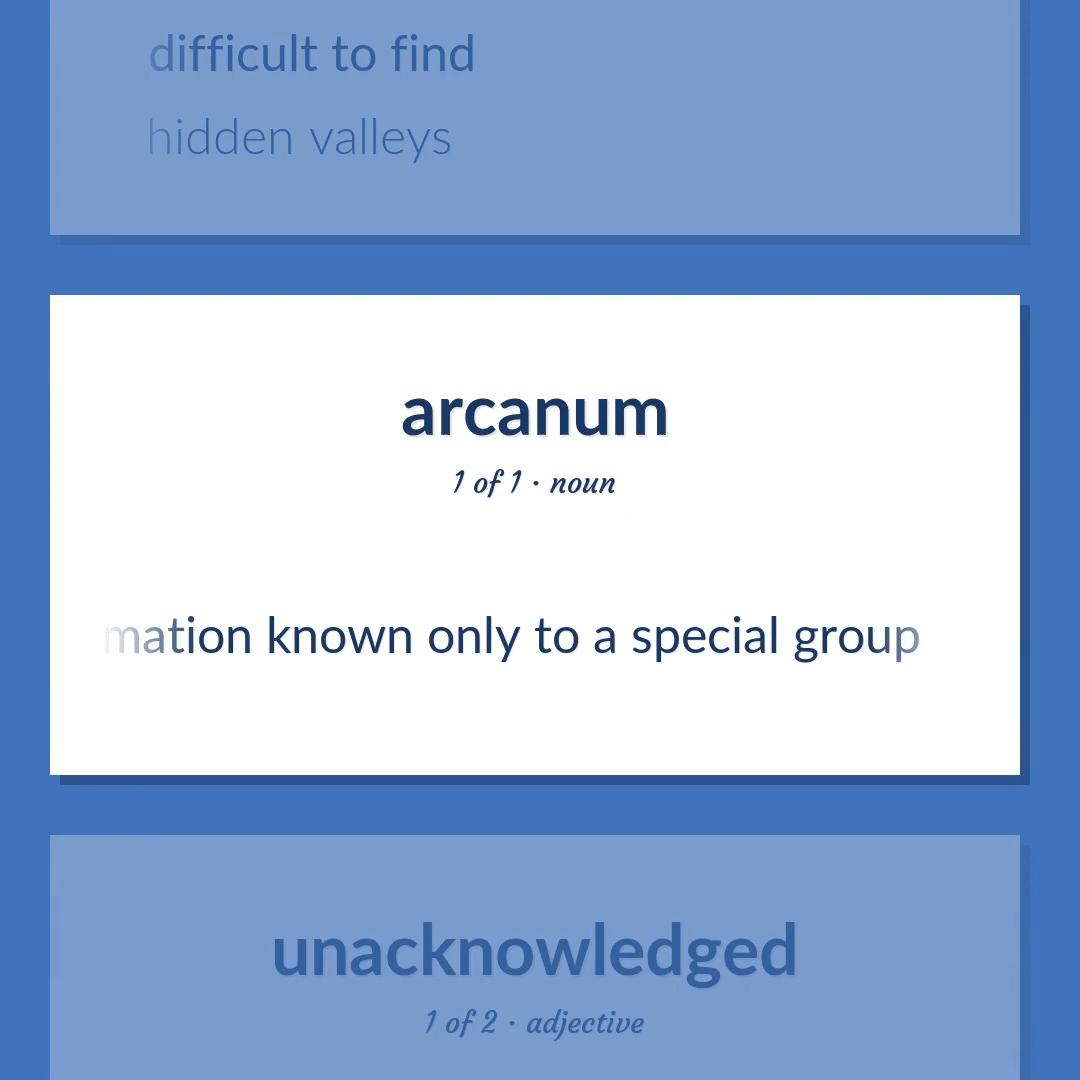 difficult to find
hidden valleys
arcanum
1 of 1 · noun
mation known only to a special group
unacknowledged
1 of 2 · adjective